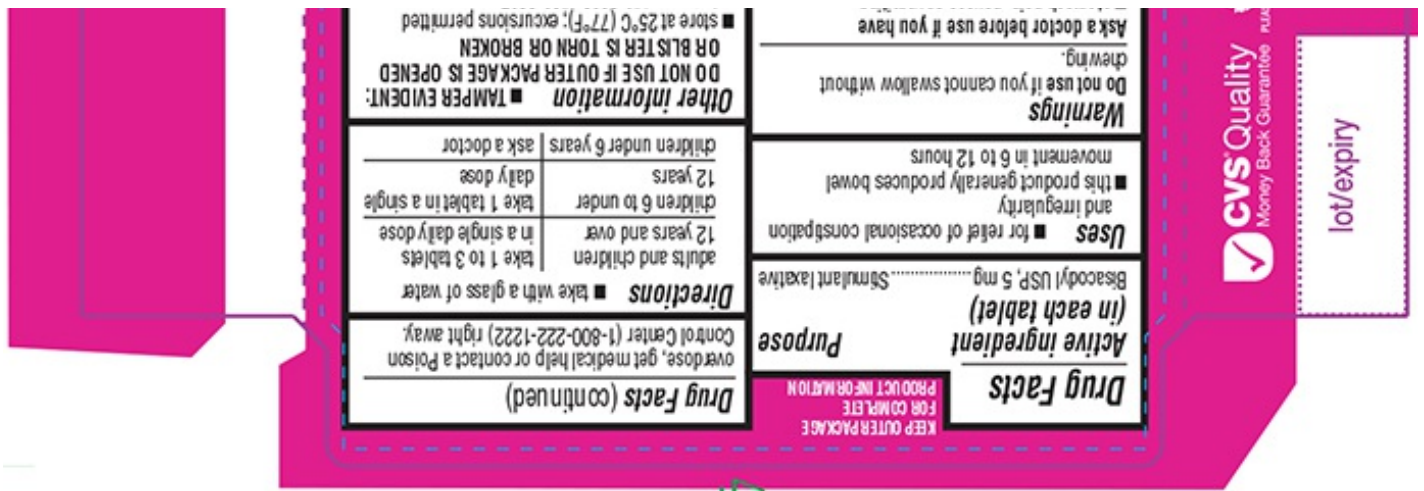 KEEP OUTER PACKAGE
FOR COMPLETE
PRODUCT INFORMATION
Drug Facts
Active ingredient
(in each tablet)
Purpose
Bisacodyl USP, 5 mg..................Stimulant laxative
Uses ■ for relief of occasional constipation
and irregularity
■ this product generally produces bowel
movement in 6 to 12 hours
Warnings
Do not use if you cannot swallow without
chewing.
Ask a doctor before use if you have
Drug Facts (continued)
overdose, get medical help or contact a Poison
Control Center (1-800-222-1222) right away.
Directions ■ take with a glass of water
adults and children
12 years and over
take 1 to 3 tablets
in a single daily dose
children 6 to under
12 years
take 1 tablet in a single
daily dose
children under 6 years
ask a doctor
Other information ■ TAMPER EVIDENT:
DO NOT USE IF OUTER PACKAGE IS OPENED
OR BLISTER IS TORN OR BROKEN
■ store at 25°C (77°F); excursions permitted
CVS® Quality
Money Back Guarantee
lot/expiry